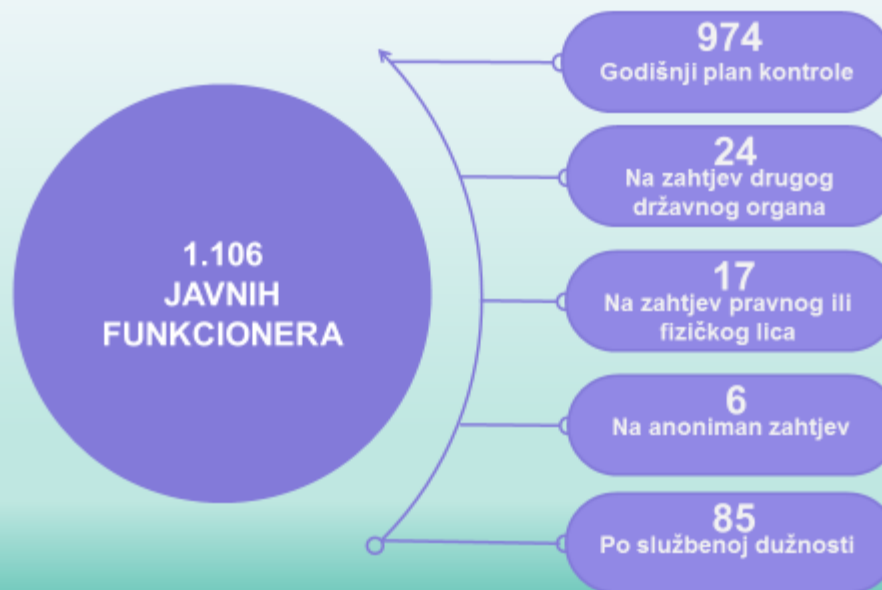 1.106
JAVNIH
FUNKCIONERA
974
Godišnji plan kontrole
24
Na zahtjev drugog
državnog organa
17
Na zahtjev pravnog ili
fizičkog lica
6
Na anoniman zahtjev
85
Po službenoj dužnosti